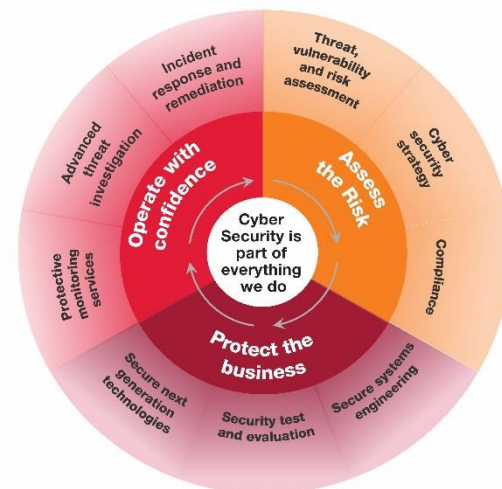 Cyber
Security is
part of
everything
we do
Assess
the Risk
Threat,
vulnerability
and risk
assessment
Cyber
security
strategy
Compliance
Protect the
business
Secure systems
engineering
Security test
and evaluation
Secure next
generation
technologies
Operate with
confidence
Protective
monitoring
services
Advanced
threat
investigation
Incident
response and
remediation